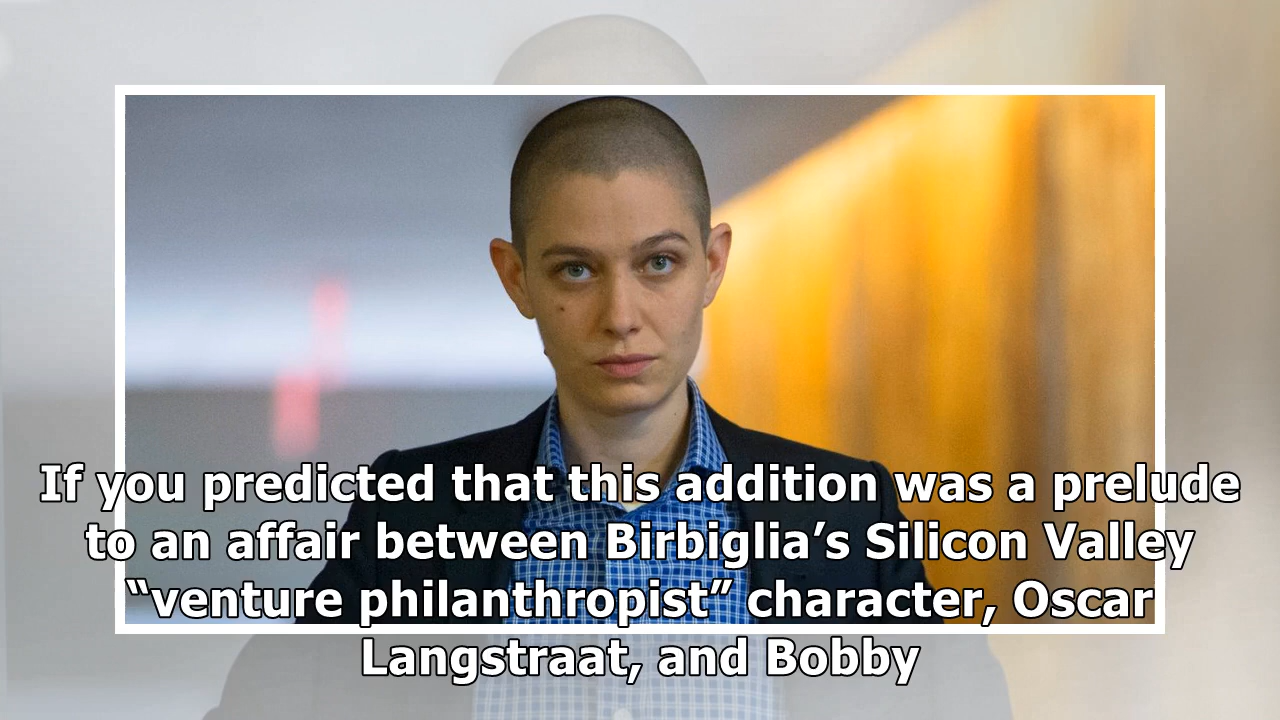 If you predicted that this addition was a prelude
to an affair between Birbiglia’s Silicon Valley
“venture philanthropist” character, Oscar
Langstraat, and Bobby